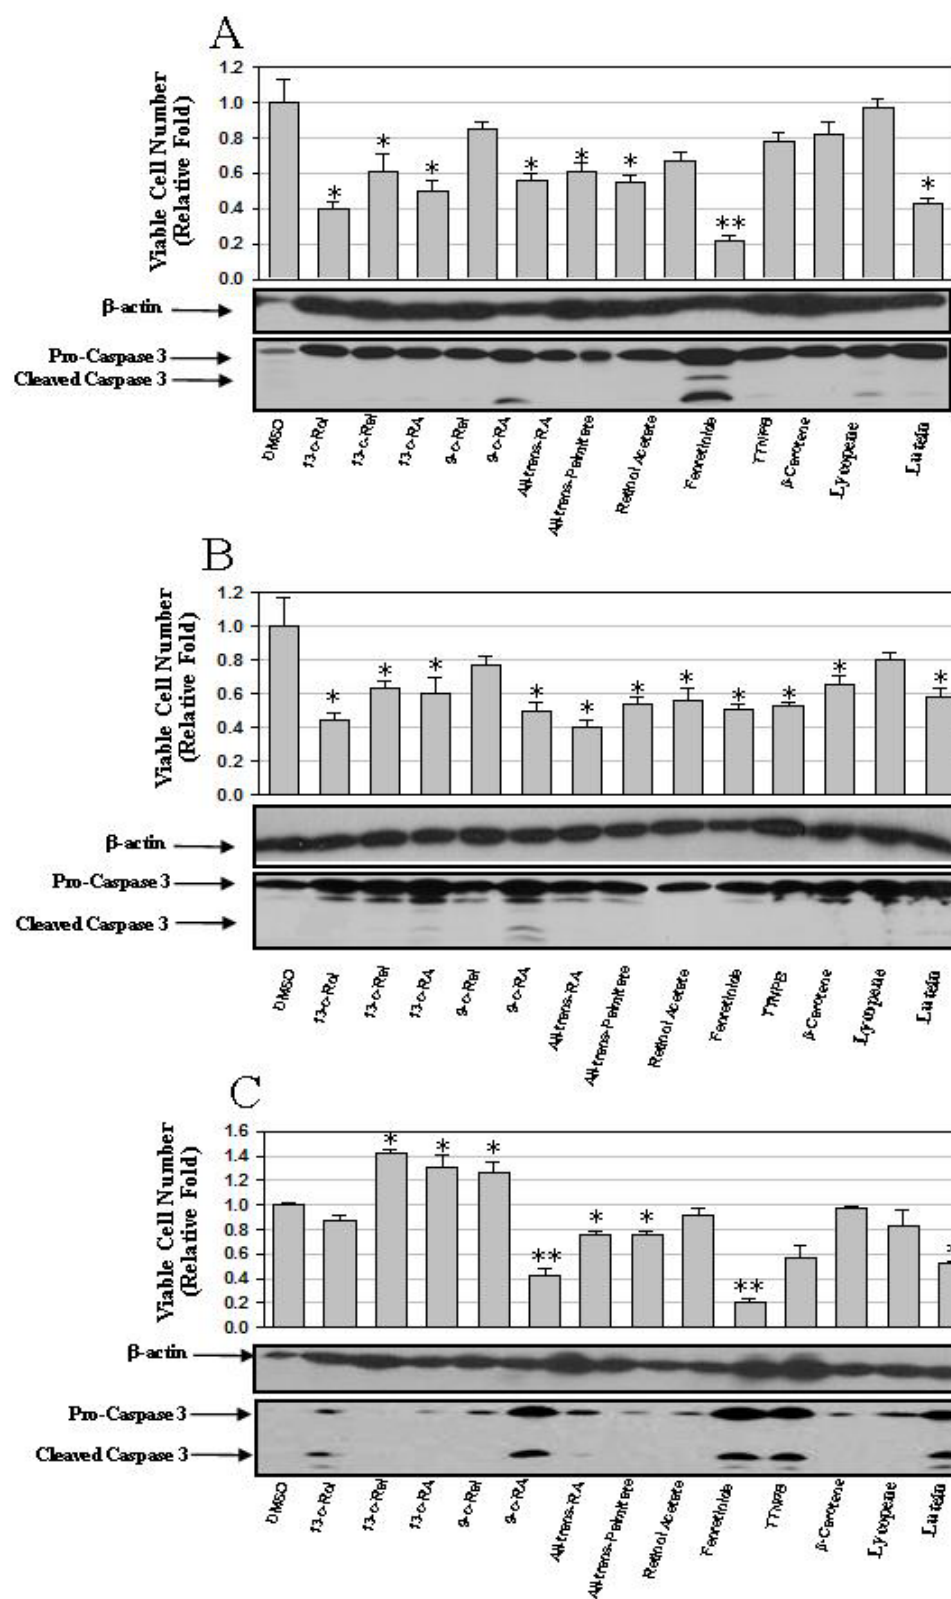 A
1.2
1.0
0.8
0.6
0.4
0.2
0.0
Viable Cell Number
(Relative Fold)
* * * * * * ** *
β-actin
Pro-Caspase 3
Cleaved Caspase 3
DMSO
13-c-Rol
13-c-Ral
13-c-RA
9-c-Ral
9-c-RA
All-trans-RA
All-trans-Palmitate
Retinol Acetate
Fenretinide
TTNPB
β-Carotene
Lycopene
Lutein
B
1.2
1.0
0.8
0.6
0.4
0.2
0.0
Viable Cell Number
(Relative Fold)
* * * * * * * * * * *
β-actin
Pro-Caspase 3
Cleaved Caspase 3
DMSO
13-c-Rol
13-c-Ral
13-c-RA
9-c-Ral
9-c-RA
All-trans-RA
All-trans-Palmitate
Retinol Acetate
Fenretinide
TTNPB
β-Carotene
Lycopene
Lutein
C
1.6
1.4
1.2
1.0
0.8
0.6
0.4
0.2
0.0
Viable Cell Number
(Relative Fold)
* * * ** * * ** *
β-actin
Pro-Caspase 3
Cleaved Caspase 3
DMSO
13-c-Rol
13-c-Ral
13-c-RA
9-c-Ral
9-c-RA
All-trans-RA
All-trans-Palmitate
Retinol Acetate
Fenretinide
TTNPB
β-Carotene
Lycopene
Lutein